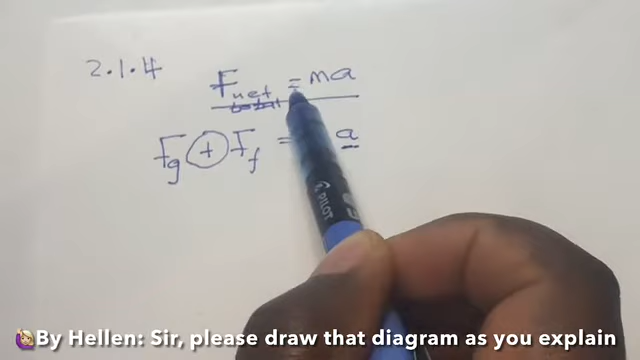 2.1.4
Fnet = ma
Fg + Ff = a
PILOT
🙋🏽‍♀️By Hellen: Sir, please draw that diagram as you explain